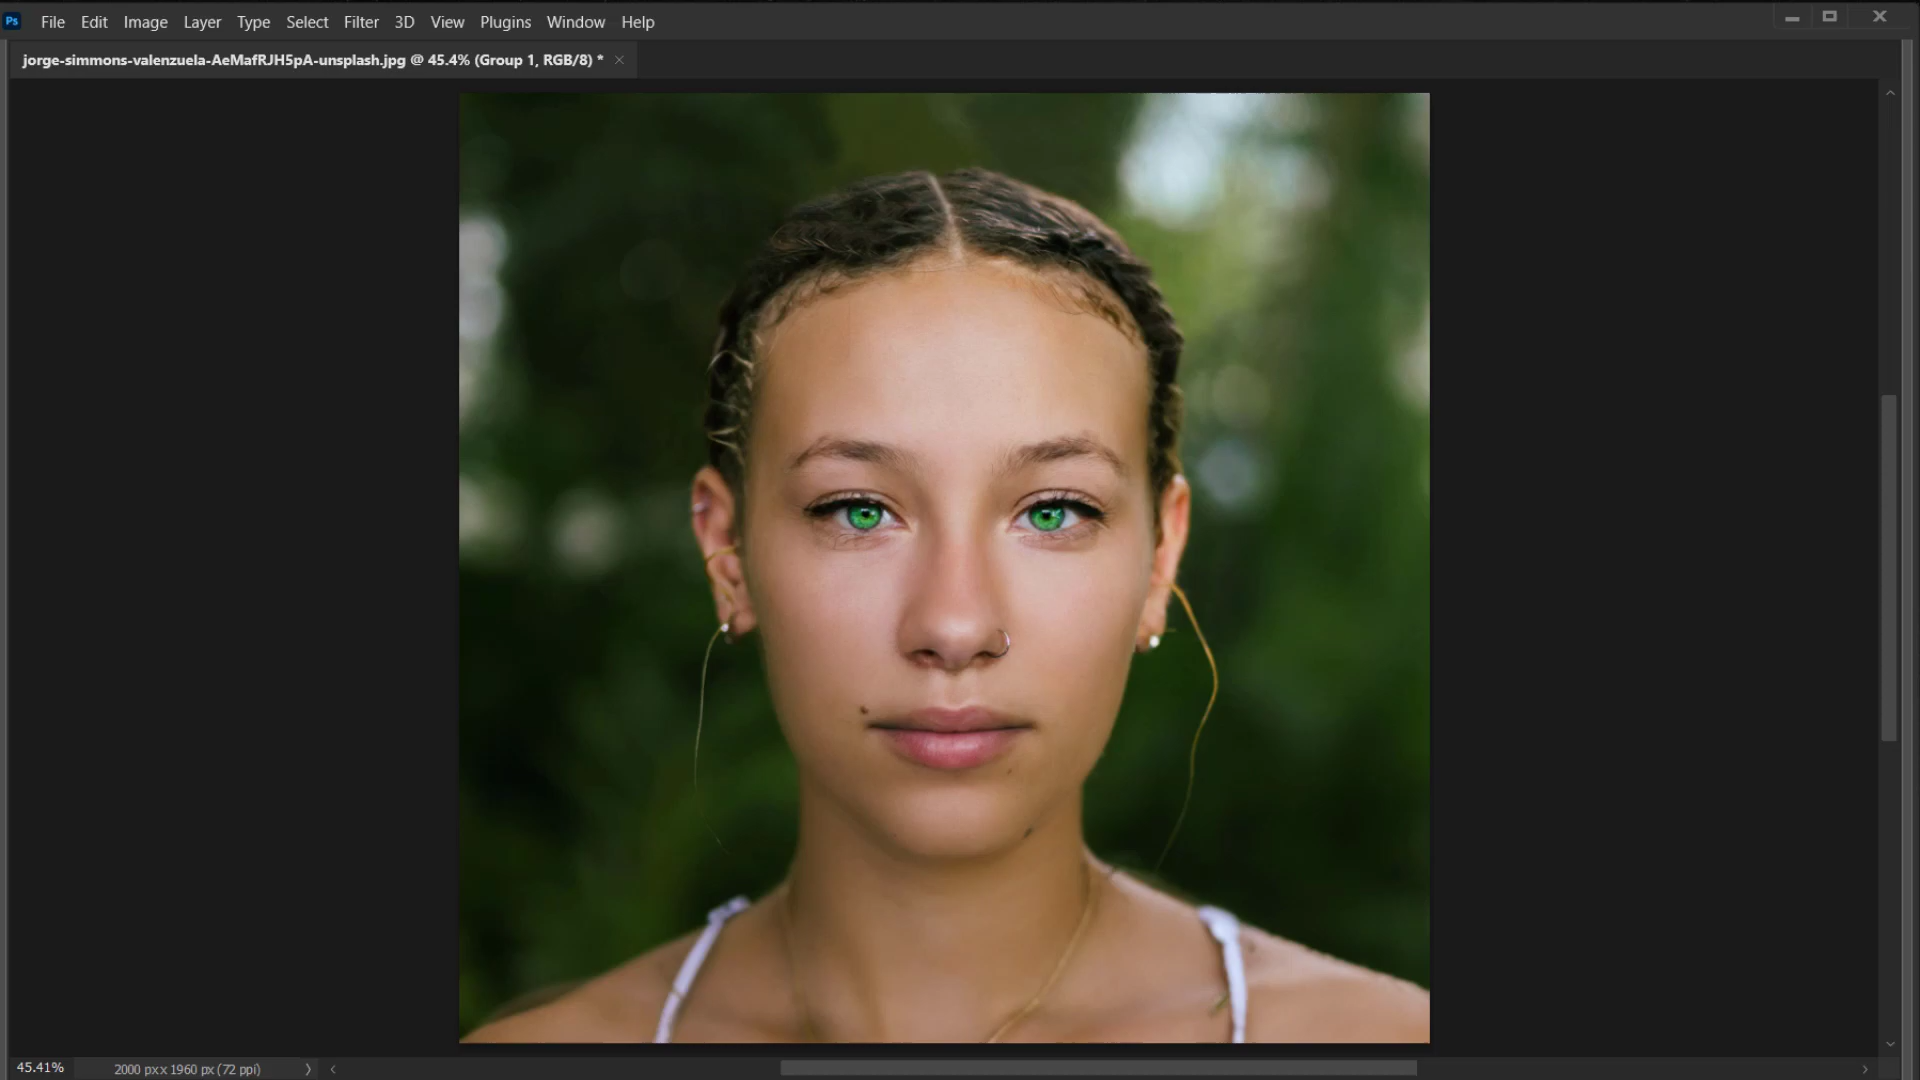 Ps File Edit Image Layer Type Select Filter 3D View Plugins Window Help
jorge-simmons-valenzuela-AeMafRJH5pA-unsplash.jpg @ 45.4% (Group 1, RGB/8) *
45.41% 2000 px x 1960 px (72 ppi)